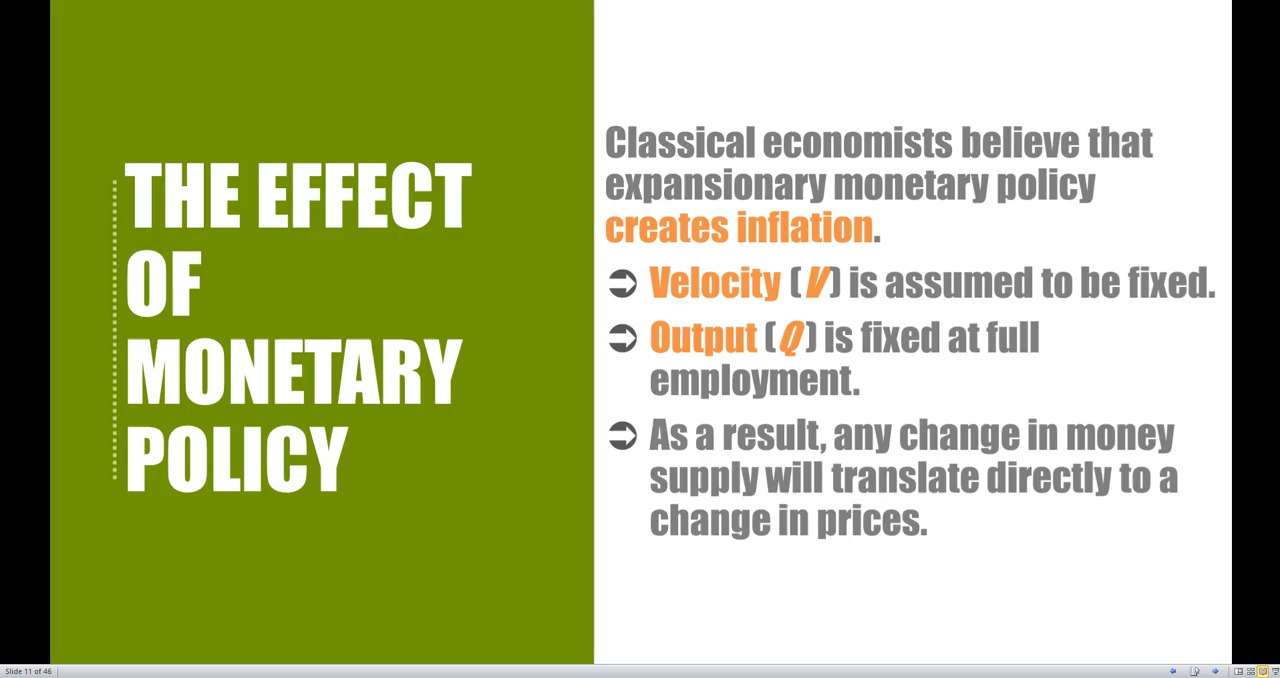 THE EFFECT
OF
MONETARY
POLICY
Classical economists believe that
expansionary monetary policy
creates inflation.
Velocity (V) is assumed to be fixed.
Output (Q) is fixed at full
employment.
As a result, any change in money
supply will translate directly to a
change in prices.
Slide 11 of 46